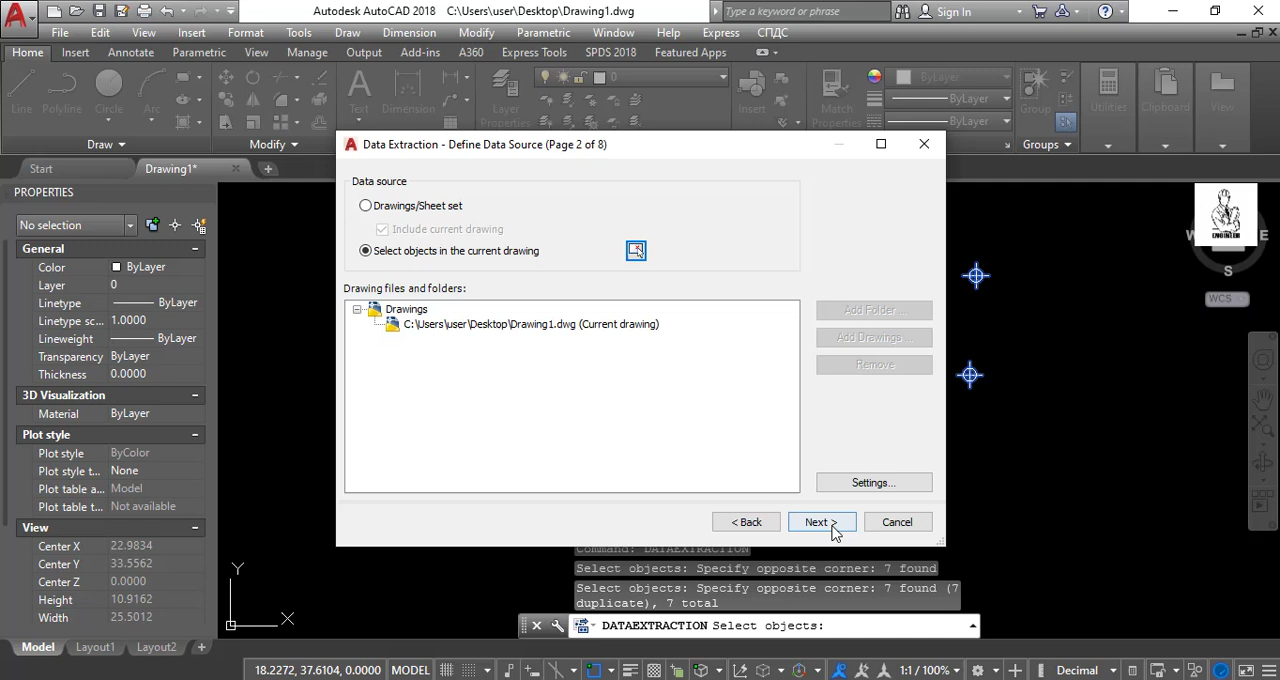 Autodesk AutoCAD 2018 C:\Users\user\Desktop\Drawing1.dwg Type a keyword or phrase Sign In
File Edit View Insert Format Tools Draw Dimension Modify Parametric Window Help Express СПДС
Home Insert Annotate Parametric View Manage Output Add-ins A360 Express Tools SPDS 2018 Featured Apps
0 ByLayer
Line Polyline Circle Arc Text Dimension Layer Properties Insert Match Properties ByLayer Group Utilities Clipboard View
ByLayer
Draw Modify Groups
Start Drawing1*
PROPERTIES
No selection
General
Color ByLayer
Layer 0
Linetype ByLayer
Linetype sc... 1.0000
Lineweight ByLayer
Transparency ByLayer
Thickness 0.0000
3D Visualization
Material ByLayer
Plot style
Plot style ByColor
Plot style t... None
Plot table a... Model
Plot table t... Not available
View
Center X 22.9834
Center Y 33.5562
Center Z 0.0000
Height 10.9162
Width 25.5012
Data Extraction - Define Data Source (Page 2 of 8)
Data source
Drawings/Sheet set
Include current drawing
Select objects in the current drawing
Drawing files and folders:
Drawings
C:\Users\user\Desktop\Drawing1.dwg (Current drawing)
Add Folder ...
Add Drawings ...
Remove
Settings...
< Back Next > Cancel
W E
S
WCS
Y
X
Command: DATAEXTRACTION
Select objects: Specify opposite corner: 7 found
Select objects: Specify opposite corner: 7 found (7
duplicate), 7 total
DATAEXTRACTION Select objects:
Model Layout1 Layout2 +
18.2272, 37.6104, 0.0000 MODEL 1:1 / 100% Decimal